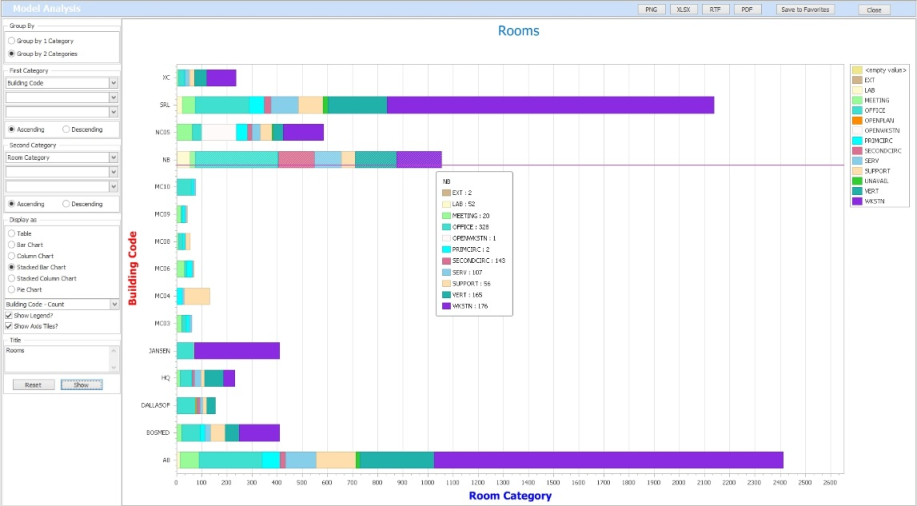 Model Analysis
PNG
XLSX
RTF
PDF
Save to Favorites
Close
Group By
Group by 1 Category
Group by 2 Categories
First Category
Building Code
Ascending
Descending
Second Category
Room Category
Ascending
Descending
Display as
Table
Bar Chart
Column Chart
Stacked Bar Chart
Stacked Column Chart
Pie Chart
Building Code - Count
Show Legend?
Show Axis Titles?
Title
Rooms
Reset
Show
Rooms
Building Code
XC
SRL
NB
MC10
MC09
MC08
MC06
MC04
MC03
JANSEN
HQ
DALLASOF
BOSMED
NB
EXT : 2
LAB : 52
MEETING : 20
OFFICE : 328
OPENWKSTN : 1
PRIMCIRC : 2
SECONDCIRC : 143
SERV : 107
SUPPORT : 56
VERT : 165
WKSTN : 176
0 100 200 300 400 500 600 700 800 900 1000 1100 1200 1300 1400 1500 1600 1700 1800 1900 2000 2100 2200 2300 2400 2500 2600
Room Category
<empty value>
EXT
LAB
MEETING
OFFICE
OPENPLAN
OPENWKSTN
PRIMCIRC
SECONDCIRC
SERV
SUPPORT
UNAVAIL
VERT
WKSTN